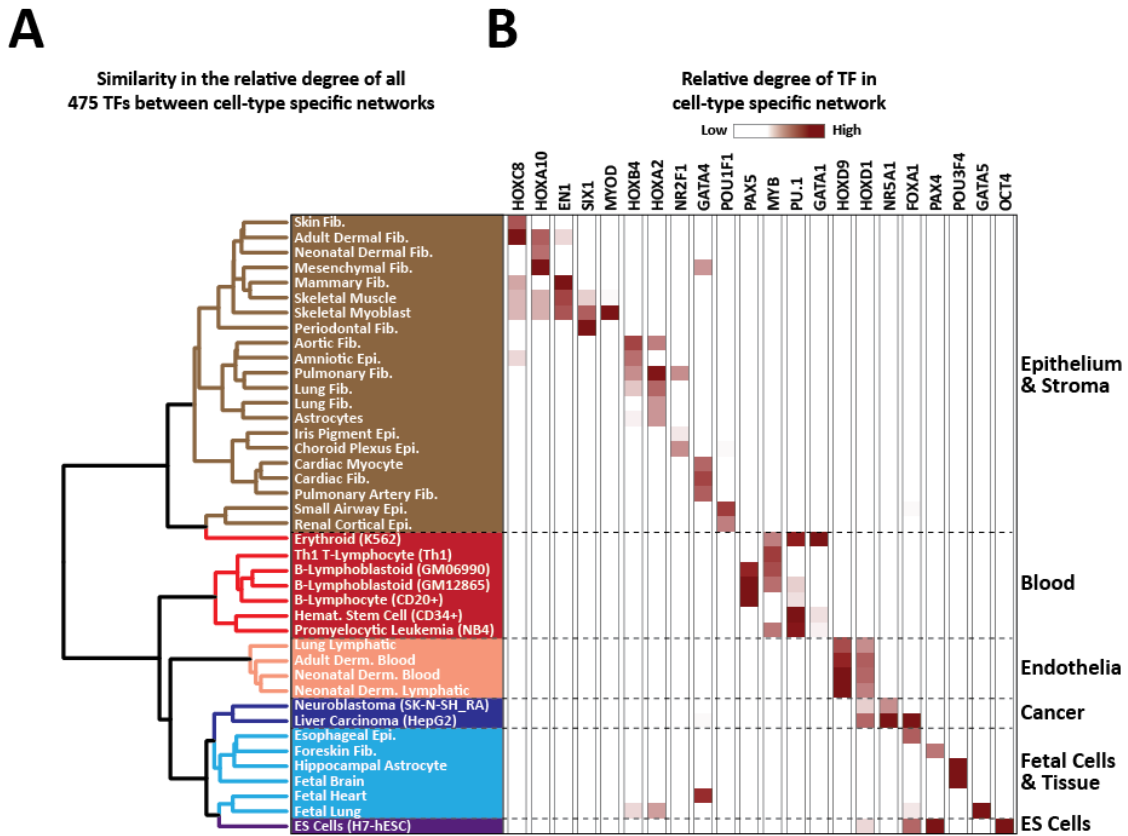 A
B
Similarity in the relative degree of all
475 TFs between cell-type specific networks
Relative degree of TF in
cell-type specific network
Low
High
HOXC8
HOXA10
EN1
SIX1
MYOD
HOXB4
HOXA2
NR2F1
GATA4
POU1F1
PAX5
MYB
PU.1
GATA1
HOXD9
HOXD1
NR5A1
FOXA1
PAX4
POU3F4
GATA5
OCT4
Skin Fib.
Adult Dermal Fib.
Neonatal Dermal Fib.
Mesenchymal Fib.
Mammary Fib.
Skeletal Muscle
Skeletal Myoblast
Periodontal Fib.
Aortic Fib.
Amniotic Epi.
Pulmonary Fib.
Lung Fib.
Lung Fib.
Astrocytes
Iris Pigment Epi.
Choroid Plexus Epi.
Cardiac Myocyte
Cardiac Fib.
Pulmonary Artery Fib.
Small Airway Epi.
Renal Cortical Epi.
Epithelium
& Stroma
Erythroid (K562)
Th1 T-Lymphocyte (Th1)
B-Lymphoblastoid (GM06990)
B-Lymphoblastoid (GM12865)
B-Lymphocyte (CD20+)
Hemat. Stem Cell (CD34+)
Promyelocytic Leukemia (NB4)
Blood
Lung Lymphatic
Adult Derm. Blood
Neonatal Derm. Blood
Neonatal Derm. Lymphatic
Endothelia
Neuroblastoma (SK-N-SH_RA)
Liver Carcinoma (HepG2)
Cancer
Esophageal Epi.
Foreskin Fib.
Hippocampal Astrocyte
Fetal Brain
Fetal Heart
Fetal Lung
Fetal Cells
& Tissue
ES Cells (H7-hESC)
ES Cells